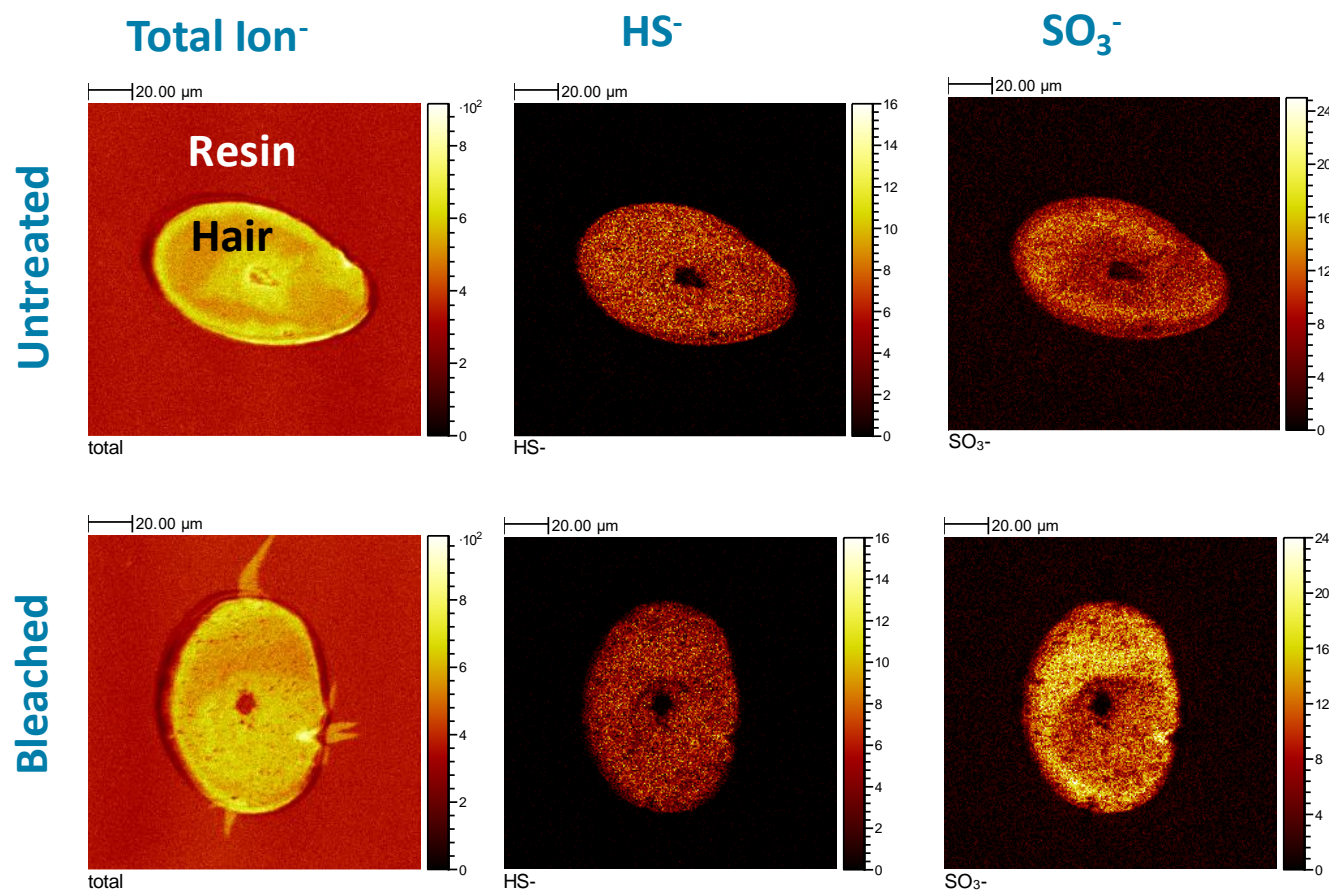 Total Ion⁻
HS⁻
SO₃⁻
Untreated
20.00 µm
·10²
8
6
4
2
0
Resin
Hair
total
20.00 µm
16
14
12
10
8
6
4
2
0
HS-
20.00 µm
24
20
16
12
8
4
0
SO₃-
Bleached
20.00 µm
·10²
8
6
4
2
0
total
20.00 µm
16
14
12
10
8
6
4
2
0
HS-
20.00 µm
24
20
16
12
8
4
0
SO₃-